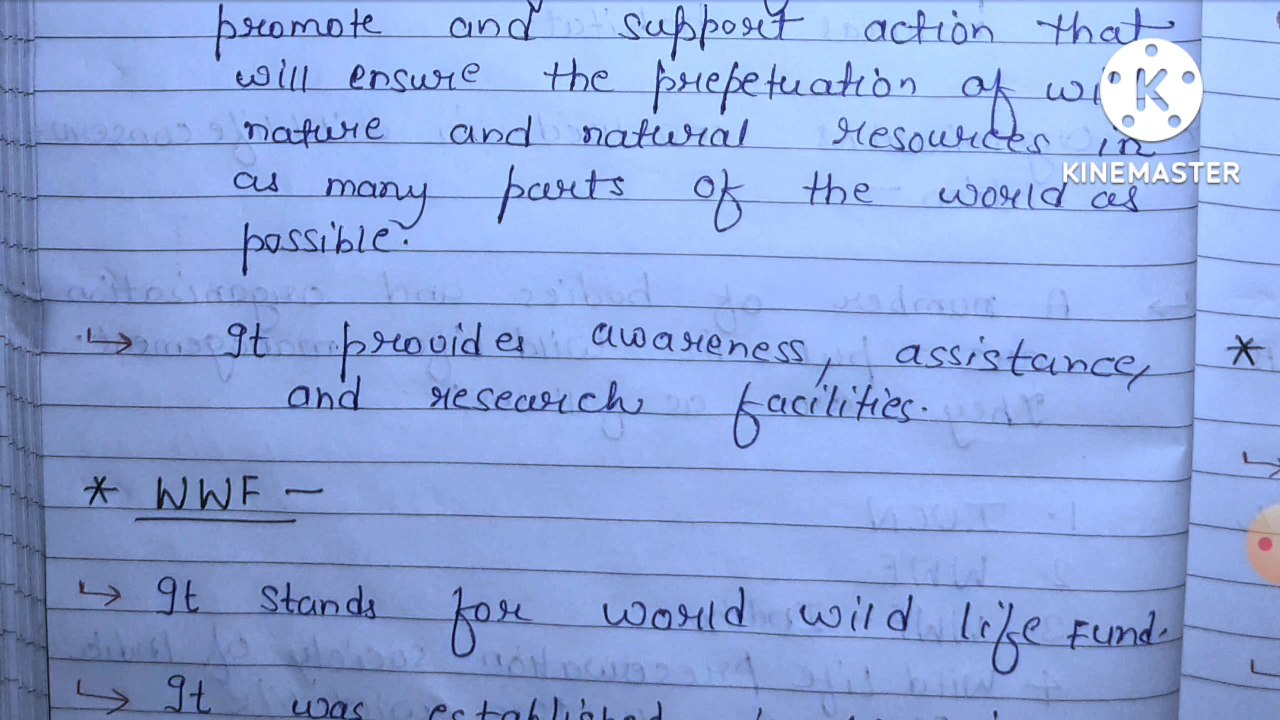 promote and support action that
will ensure the prepetuation of
nature and natural resources in
as many parts of the world as
possible.
KINEMASTER
↳ It provides awareness, assistance,
and research facilities.
* WWF —
↳ It stands for world wild life Fund.
↳ It was established
*